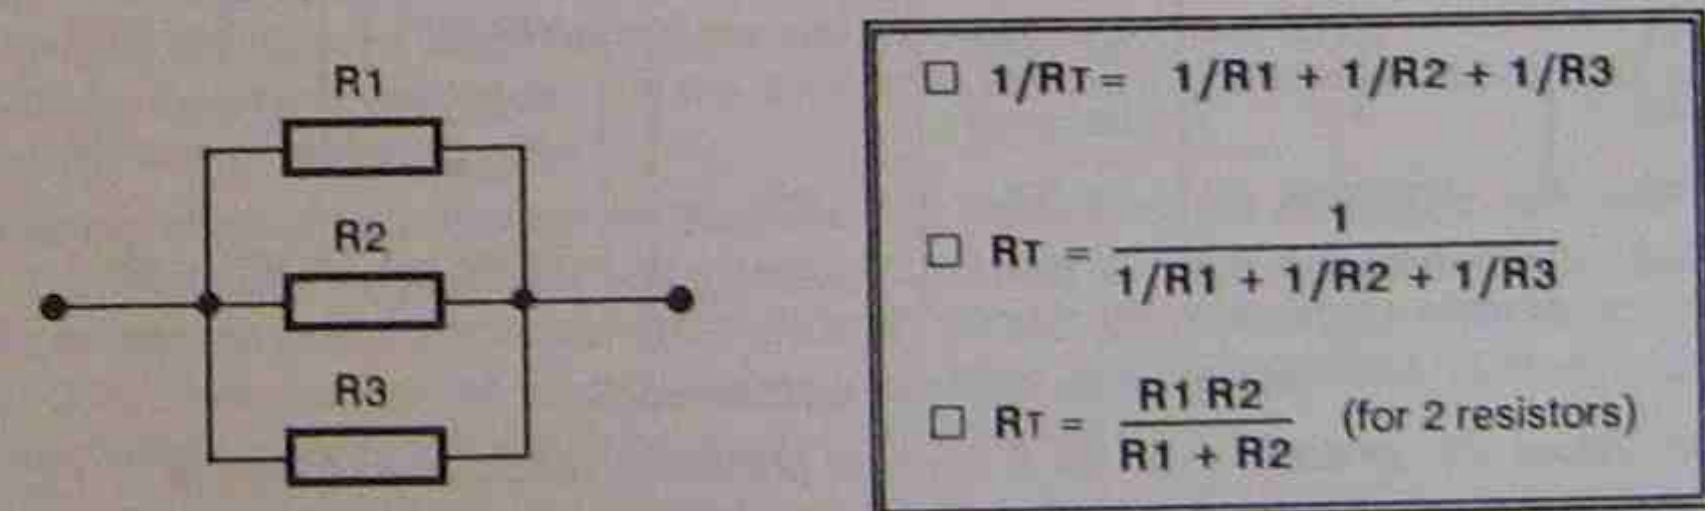 R1
R2
R3
□ 1/RT = 1/R1 + 1/R2 + 1/R3
□ RT = 1
1/R1 + 1/R2 + 1/R3
□ RT = R1 R2 (for 2 resistors)
R1 + R2